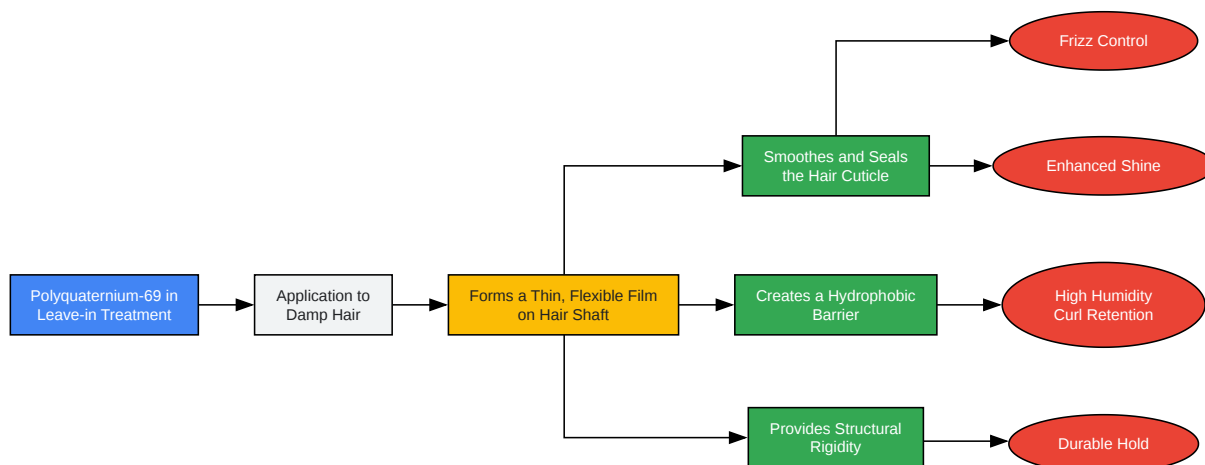 Frizz Control
Smoothes and Seals
the Hair Cuticle
Enhanced Shine
Polyquaternium-69 in
Leave-in Treatment
Application to
Damp Hair
Forms a Thin, Flexible Film
on Hair Shaft
Creates a Hydrophobic
Barrier
High Humidity
Curl Retention
Provides Structural
Rigidity
Durable Hold